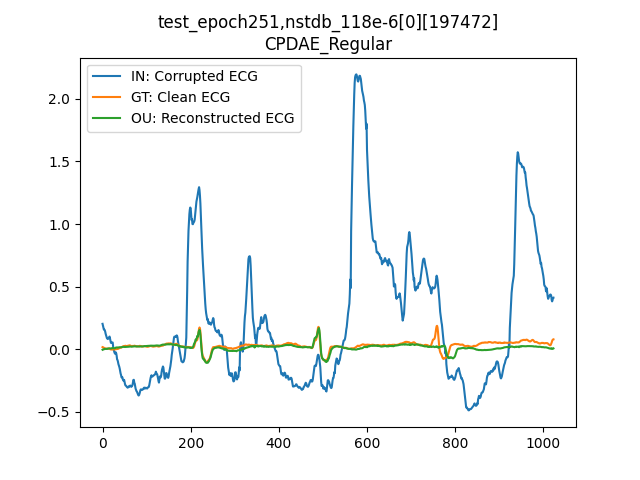 test_epoch251,nstdb_118e-6[0][197472]
CPDAE_Regular
IN: Corrupted ECG
GT: Clean ECG
OU: Reconstructed ECG
2.0
1.5
1.0
0.5
0.0
−0.5
0 200 400 600 800 1000